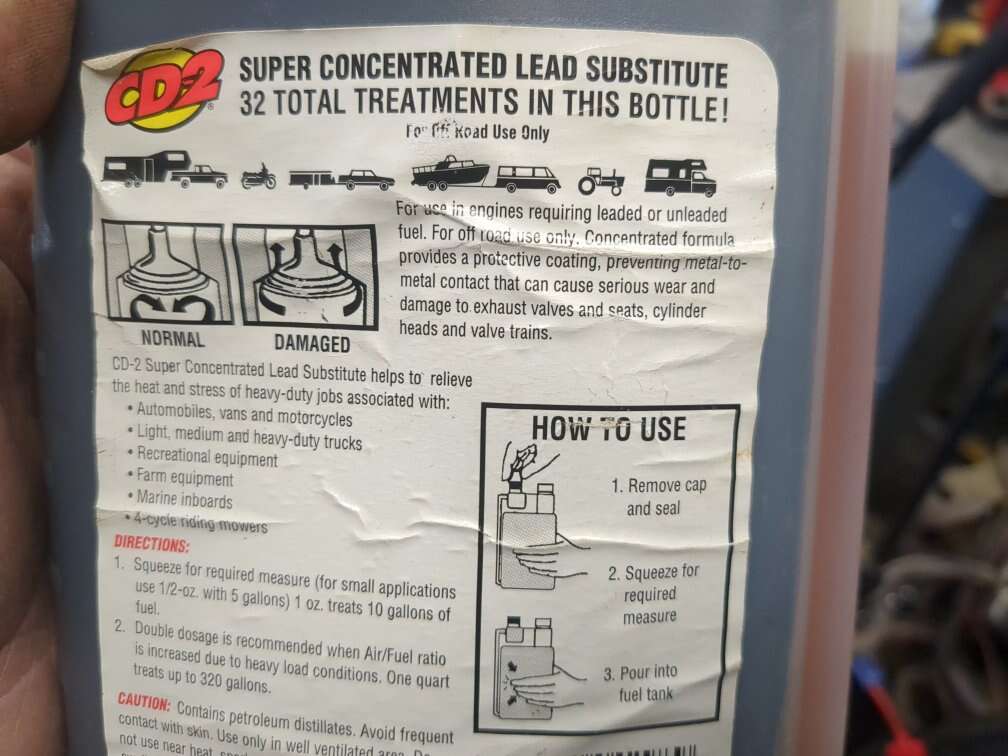 CD-2®
SUPER CONCENTRATED LEAD SUBSTITUTE
32 TOTAL TREATMENTS IN THIS BOTTLE!
For Off Road Use Only
For use in engines requiring leaded or unleaded
fuel. For off road use only. Concentrated formula
provides a protective coating, preventing metal-to-
metal contact that can cause serious wear and
damage to exhaust valves and seats, cylinder
heads and valve trains.
NORMAL
DAMAGED
CD-2 Super Concentrated Lead Substitute helps to relieve
the heat and stress of heavy-duty jobs associated with:
• Automobiles, vans and motorcycles
• Light, medium and heavy-duty trucks
• Recreational equipment
• Farm equipment
• Marine inboards
• 4-cycle riding mowers
DIRECTIONS:
1. Squeeze for required measure (for small applications
use 1/2-oz. with 5 gallons) 1 oz. treats 10 gallons of
fuel.
2. Double dosage is recommended when Air/Fuel ratio
is increased due to heavy load conditions. One quart
treats up to 320 gallons.
CAUTION: Contains petroleum distillates. Avoid frequent
contact with skin. Use only in well ventilated area. Do
not use near heat,
HOW TO USE
1. Remove cap
and seal
2. Squeeze for
required
measure
3. Pour into
fuel tank